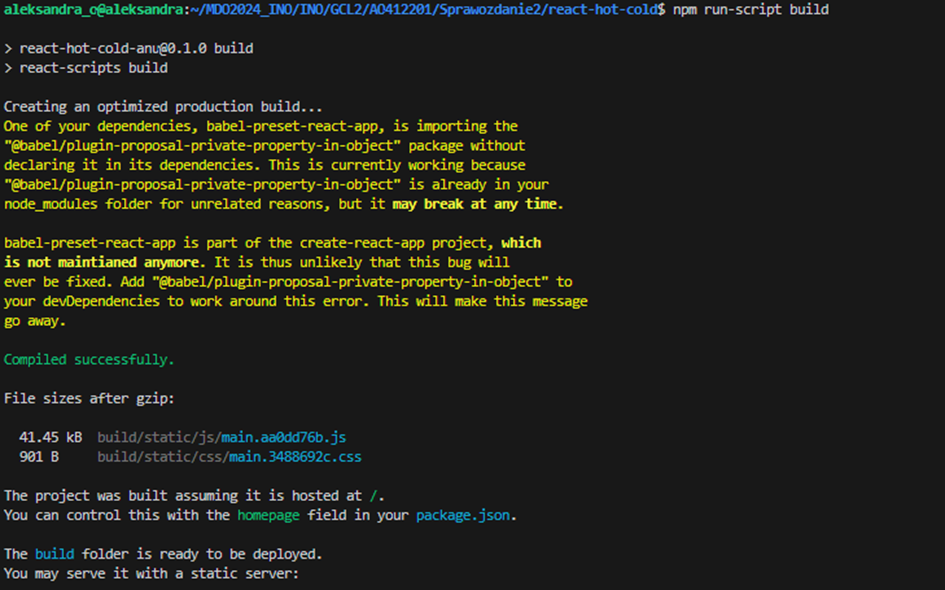 aleksandra_o@aleksandra:~/MDO2024_INO/INO/GCL2/AO412201/Sprawozdanie2/react-hot-cold$ npm run-script build
> react-hot-cold-anu@0.1.0 build
> react-scripts build
Creating an optimized production build...
One of your dependencies, babel-preset-react-app, is importing the
"@babel/plugin-proposal-private-property-in-object" package without
declaring it in its dependencies. This is currently working because
"@babel/plugin-proposal-private-property-in-object" is already in your
node_modules folder for unrelated reasons, but it may break at any time.
babel-preset-react-app is part of the create-react-app project, which
is not maintianed anymore. It is thus unlikely that this bug will
ever be fixed. Add "@babel/plugin-proposal-private-property-in-object" to
your devDependencies to work around this error. This will make this message
go away.
Compiled successfully.
File sizes after gzip:
41.45 kB build/static/js/main.aa0dd76b.js
901 B build/static/css/main.3488692c.css
The project was built assuming it is hosted at /.
You can control this with the homepage field in your package.json.
The build folder is ready to be deployed.
You may serve it with a static server: